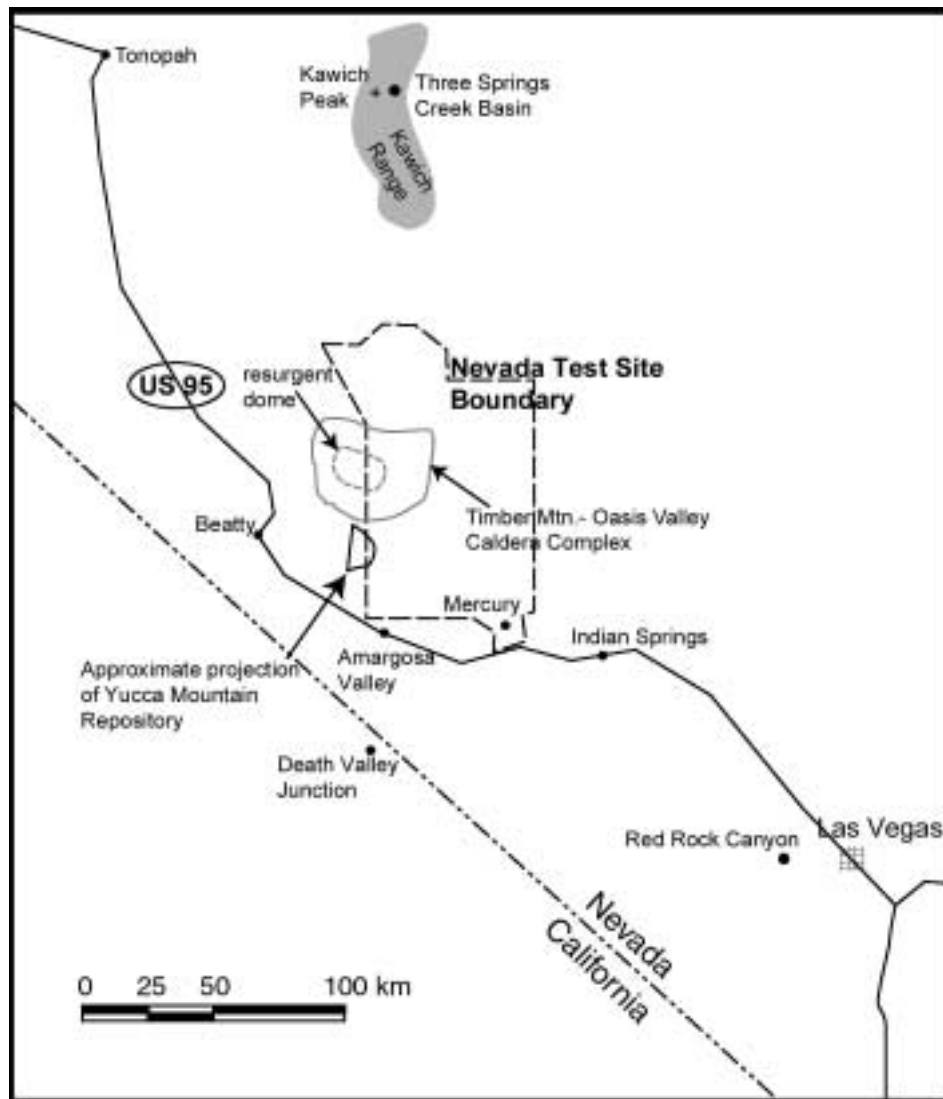 Tonopah
Kawich
Peak
Three Springs
Creek Basin
Kawich
Range
Nevada Test Site
Boundary
US 95
resurgent
dome
Timber Mtn.- Oasis Valley
Caldera Complex
Beatty
Mercury
Indian Springs
Amargosa
Valley
Approximate projection
of Yucca Mountain
Repository
Death Valley
Junction
Red Rock Canyon
Las Vegas
Nevada
California
0 25 50 100 km